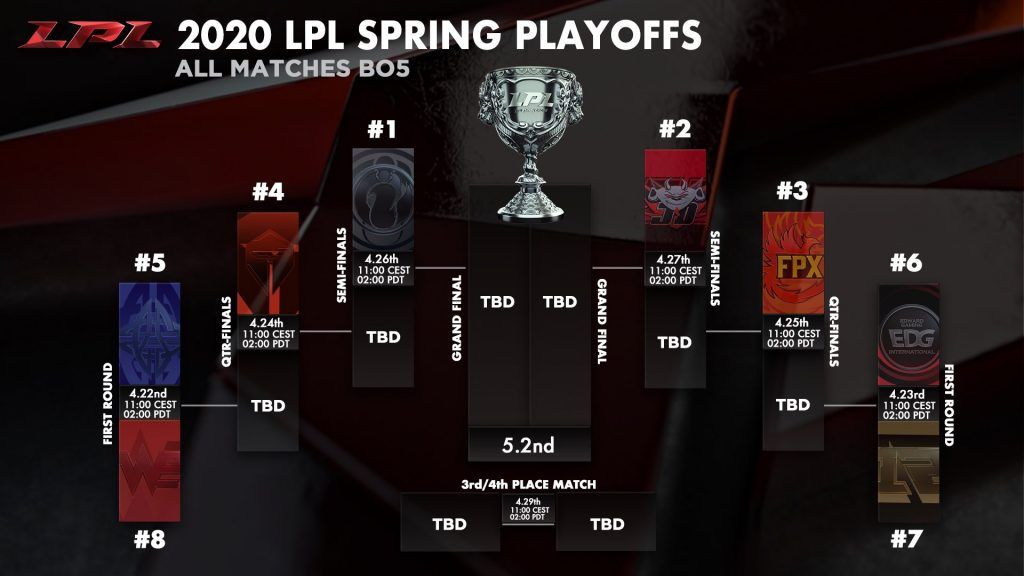 LPL 2020 LPL SPRING PLAYOFFS
ALL MATCHES BO5
LPL
#1
#2
#4
#3
#5
#6
JD
FPX
EDWARD GAMING
EDG
INTERNATIONAL
4.26th
11:00 CEST
02:00 PDT
4.27th
11:00 CEST
02:00 PDT
4.24th
11:00 CEST
02:00 PDT
4.25th
11:00 CEST
02:00 PDT
4.22nd
11:00 CEST
02:00 PDT
4.23rd
11:00 CEST
02:00 PDT
FIRST ROUND
QTR-FINALS
SEMI-FINALS
GRAND FINAL
GRAND FINAL
SEMI-FINALS
QTR-FINALS
FIRST ROUND
TBD
TBD
TBD
TBD
TBD
TBD
WE
5.2nd
3rd/4th PLACE MATCH
TBD
4.29th
11:00 CEST
02:00 PDT
TBD
#8
#7